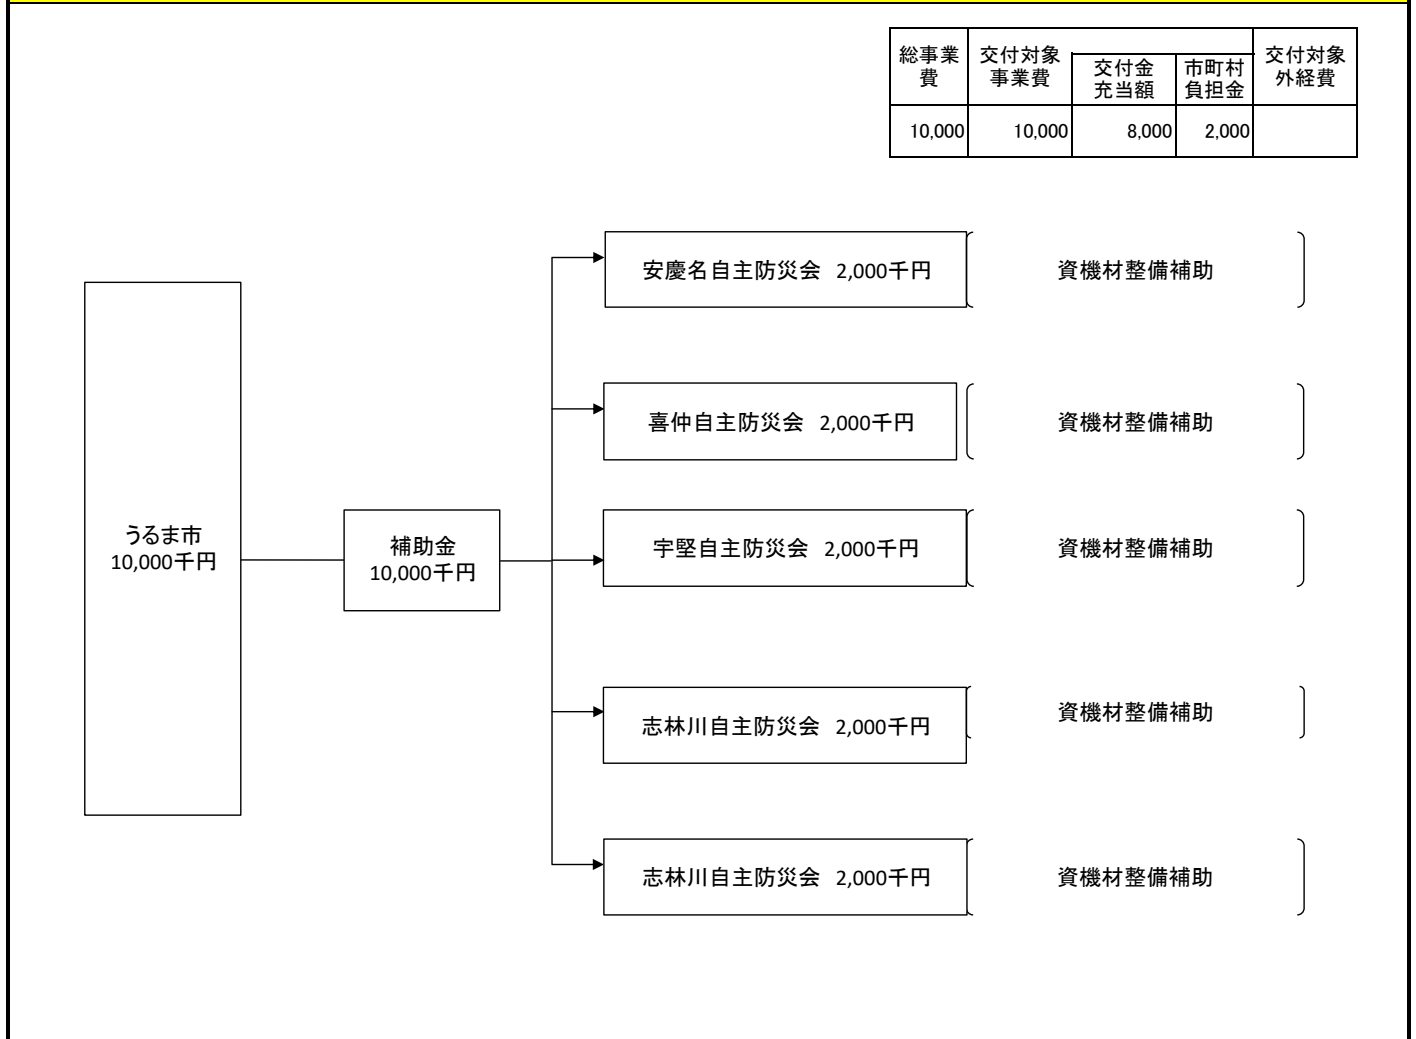 総事業
費
交付対象
事業費
交付金
充当額
市町村
負担金
交付対象
外経費
10,000
10,000
8,000
2,000
安慶名自主防災会 2,000千円
資機材整備補助
喜仲自主防災会 2,000千円
資機材整備補助
うるま市
10,000千円
補助金
10,000千円
宇堅自主防災会 2,000千円
資機材整備補助
志林川自主防災会 2,000千円
資機材整備補助
志林川自主防災会 2,000千円
資機材整備補助